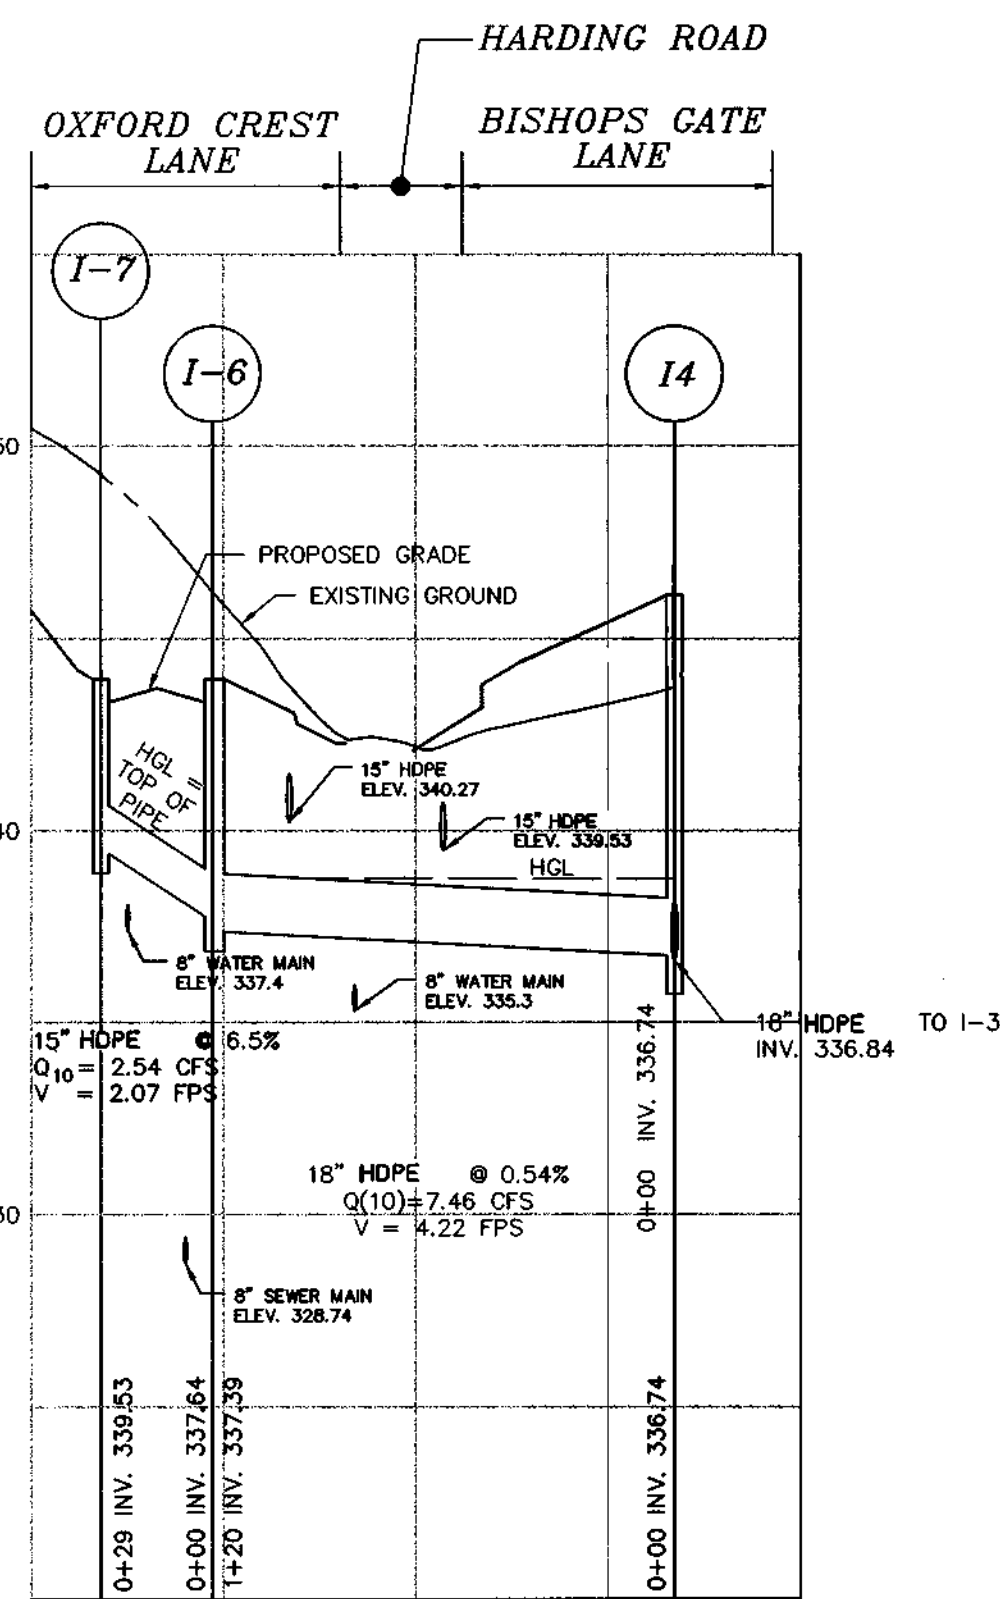 HARDING ROAD
OXFORD CREST
LANE
BISHOPS GATE
LANE
I-7
I-6
I4
50
PROPOSED GRADE
EXISTING GROUND
HGL =
TOP OF
PIPE
15" HDPE
ELEV. 340.27
40
15" HDPE
ELEV. 339.53
HGL
8" WATER MAIN
ELEV. 337.4
8" WATER MAIN
ELEV. 335.3
18" HDPE TO I-3
INV. 336.84
15" HDPE @ 6.5%
Q10 = 2.54 CFS
V = 2.07 FPS
0+00 INV. 336.74
18" HDPE @ 0.54%
Q(10)=7.46 CFS
V = 4.22 FPS
30
8" SEWER MAIN
ELEV. 328.74
0+29 INV. 339.53
0+00 INV. 337.64
1+20 INV. 337.39
0+00 INV. 336.74